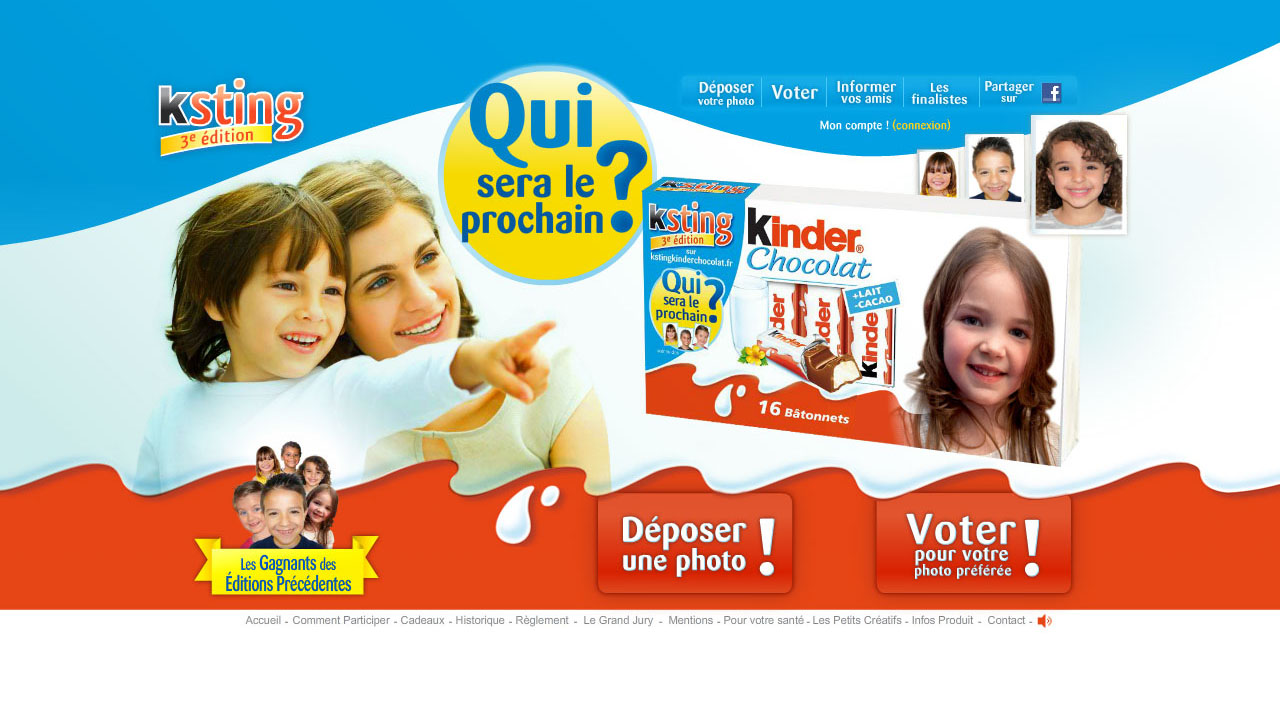 ksting
3e édition
Qui
sera le
prochain ?
Déposer
votre photo
Voter
Informer
vos amis
Les
finalistes
Partager
sur
f
Mon compte ! (connexion)
ksting
ksting
3e édition
sur
kstingkinderchocolat.fr
Qui
sera le
prochain ?
Kinder®
Chocolat
+LAIT
-CACAO
Kinder
16 Bâtonnets
Les Gagnants des
Éditions Précédentes
Déposer
une photo !
Voter
pour votre
photo préférée !
Accueil - Comment Participer - Cadeaux - Historique - Règlement - Le Grand Jury - Mentions - Pour votre santé - Les Petits Créatifs - Infos Produit - Contact -